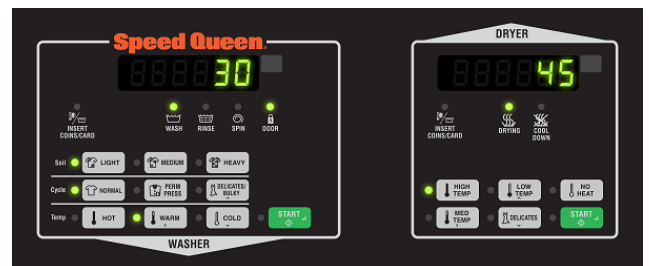 Speed Queen
30
INSERT
COINS/CARD
WASH
RINSE
SPIN
DOOR
Soil
LIGHT
MEDIUM
HEAVY
Cycle
NORMAL
PERM
PRESS
DELICATES/
BULKY
Temp
HOT
WARM
COLD
START
WASHER
DRYER
45
INSERT
COINS/CARD
DRYING
COOL
DOWN
HIGH
TEMP
LOW
TEMP
NO
HEAT
MED
TEMP
DELICATES
START